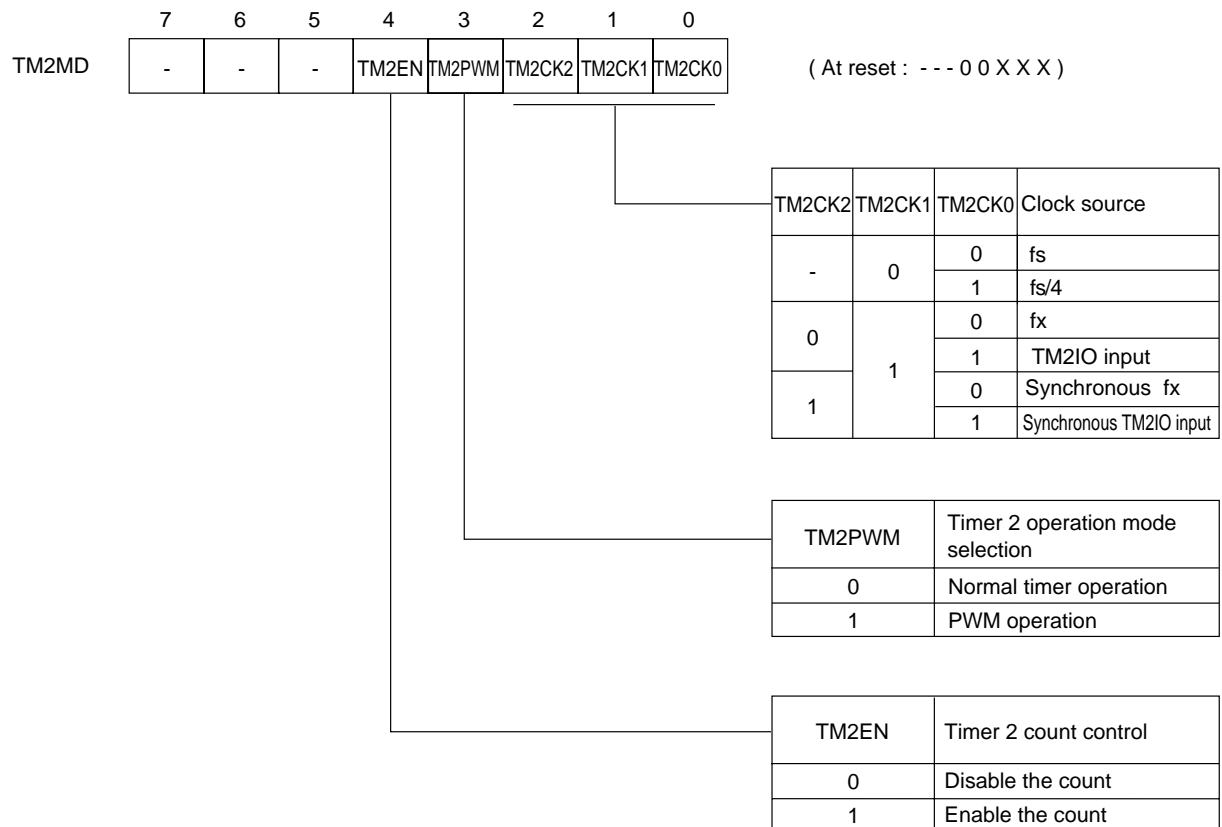 7 6 5 4 3 2 1 0
TM2MD - - - TM2EN TM2PWM TM2CK2 TM2CK1 TM2CK0 ( At reset : - - - 0 0 X X X )
TM2CK2 TM2CK1 TM2CK0 Clock source
- 0 0 fs
1 fs/4
0 1 0 fx
1 TM2IO input
1 0 Synchronous fx
1 Synchronous TM2IO input
TM2PWM Timer 2 operation mode
selection
0 Normal timer operation
1 PWM operation
TM2EN Timer 2 count control
0 Disable the count
1 Enable the count